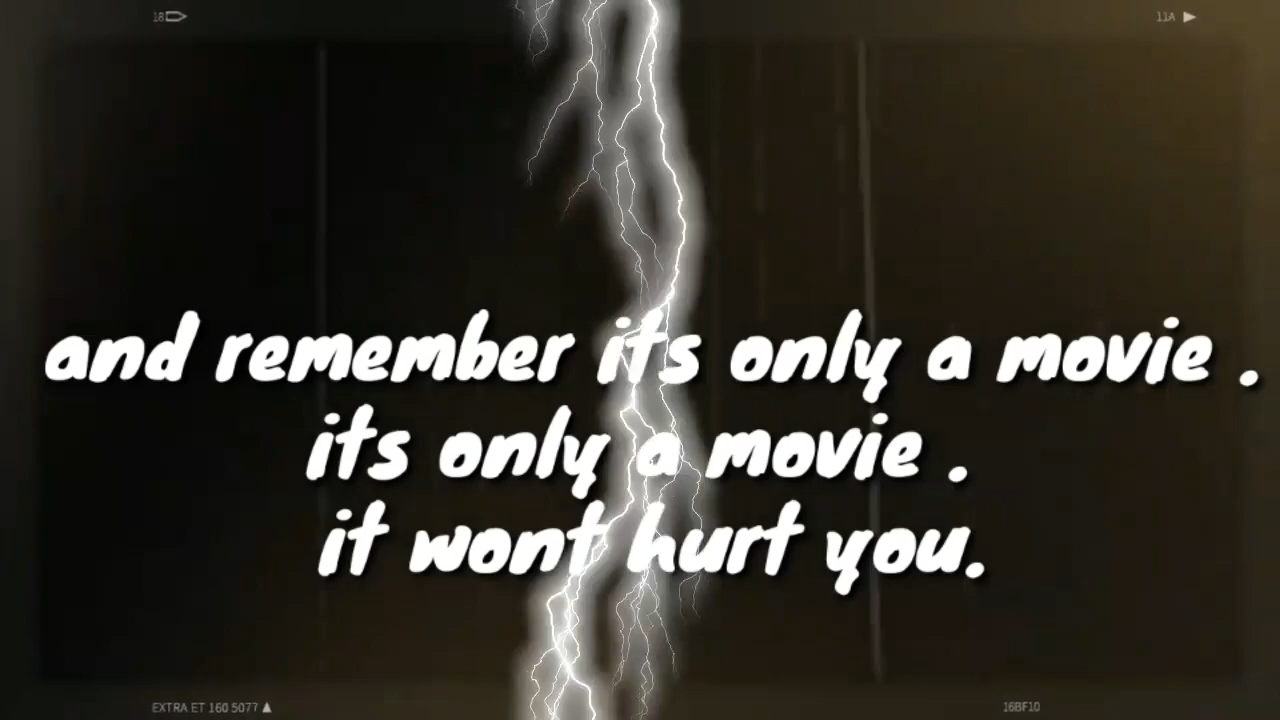 18
11A
and remember its only a movie .
its only a movie .
it wont hurt you.
EXTRA ET 160 5077
16BF10